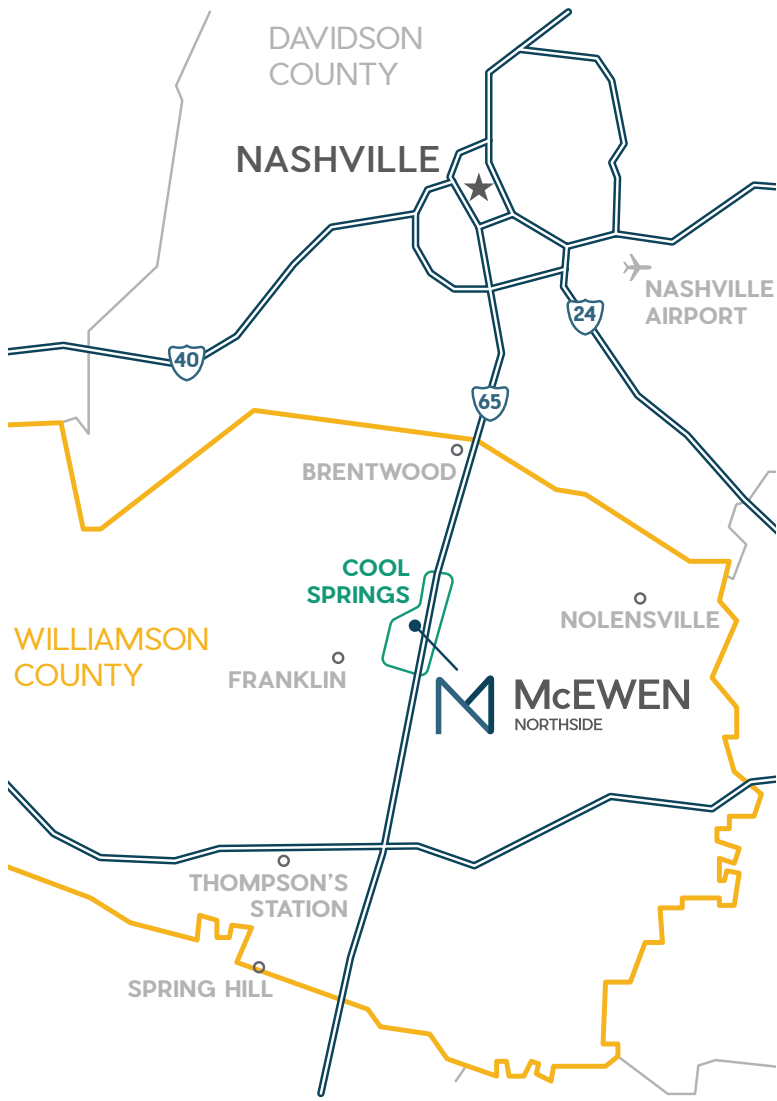 DAVIDSON
COUNTY
NASHVILLE
NASHVILLE
AIRPORT
24
40
65
BRENTWOOD
COOL
SPRINGS
NOLENSVILLE
WILLIAMSON
COUNTY
FRANKLIN
McEWEN
NORTHSIDE
THOMPSON'S
STATION
SPRING HILL